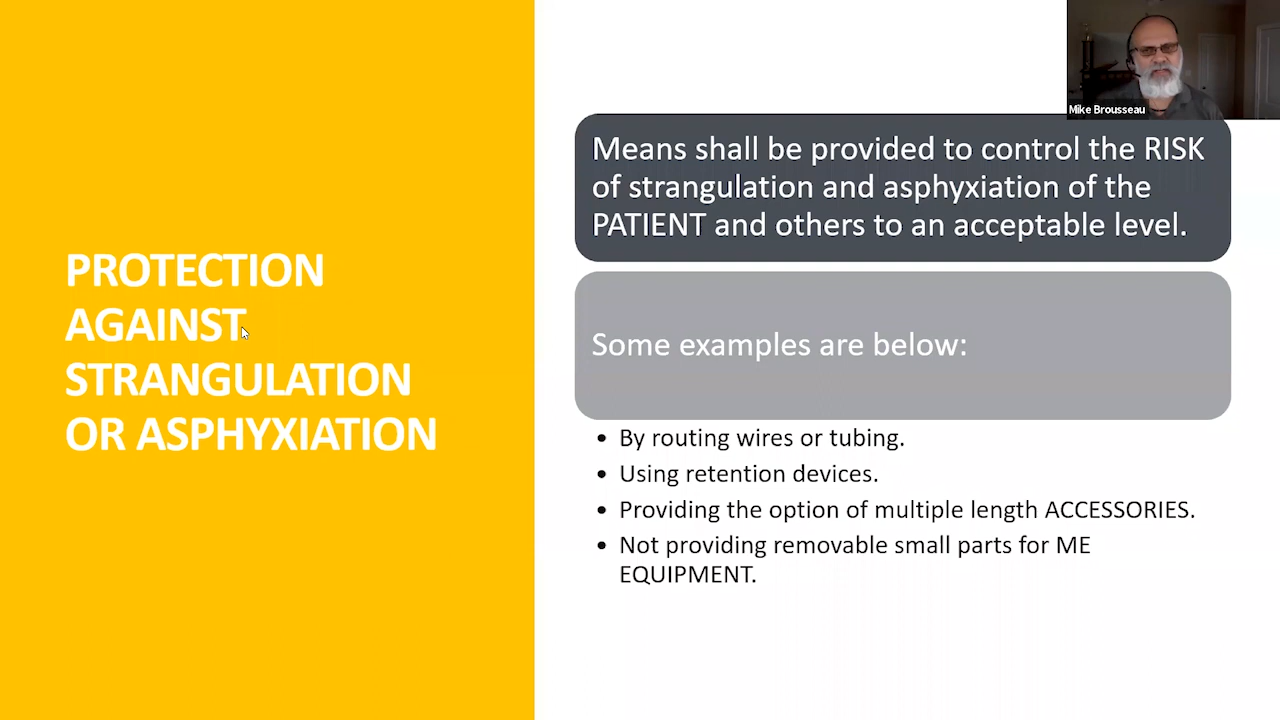 Mike Brousseau
PROTECTION
AGAINST
STRANGULATION
OR ASPHYXIATION
Means shall be provided to control the RISK
of strangulation and asphyxiation of the
PATIENT and others to an acceptable level.
Some examples are below:
• By routing wires or tubing.
• Using retention devices.
• Providing the option of multiple length ACCESSORIES.
• Not providing removable small parts for ME
EQUIPMENT.